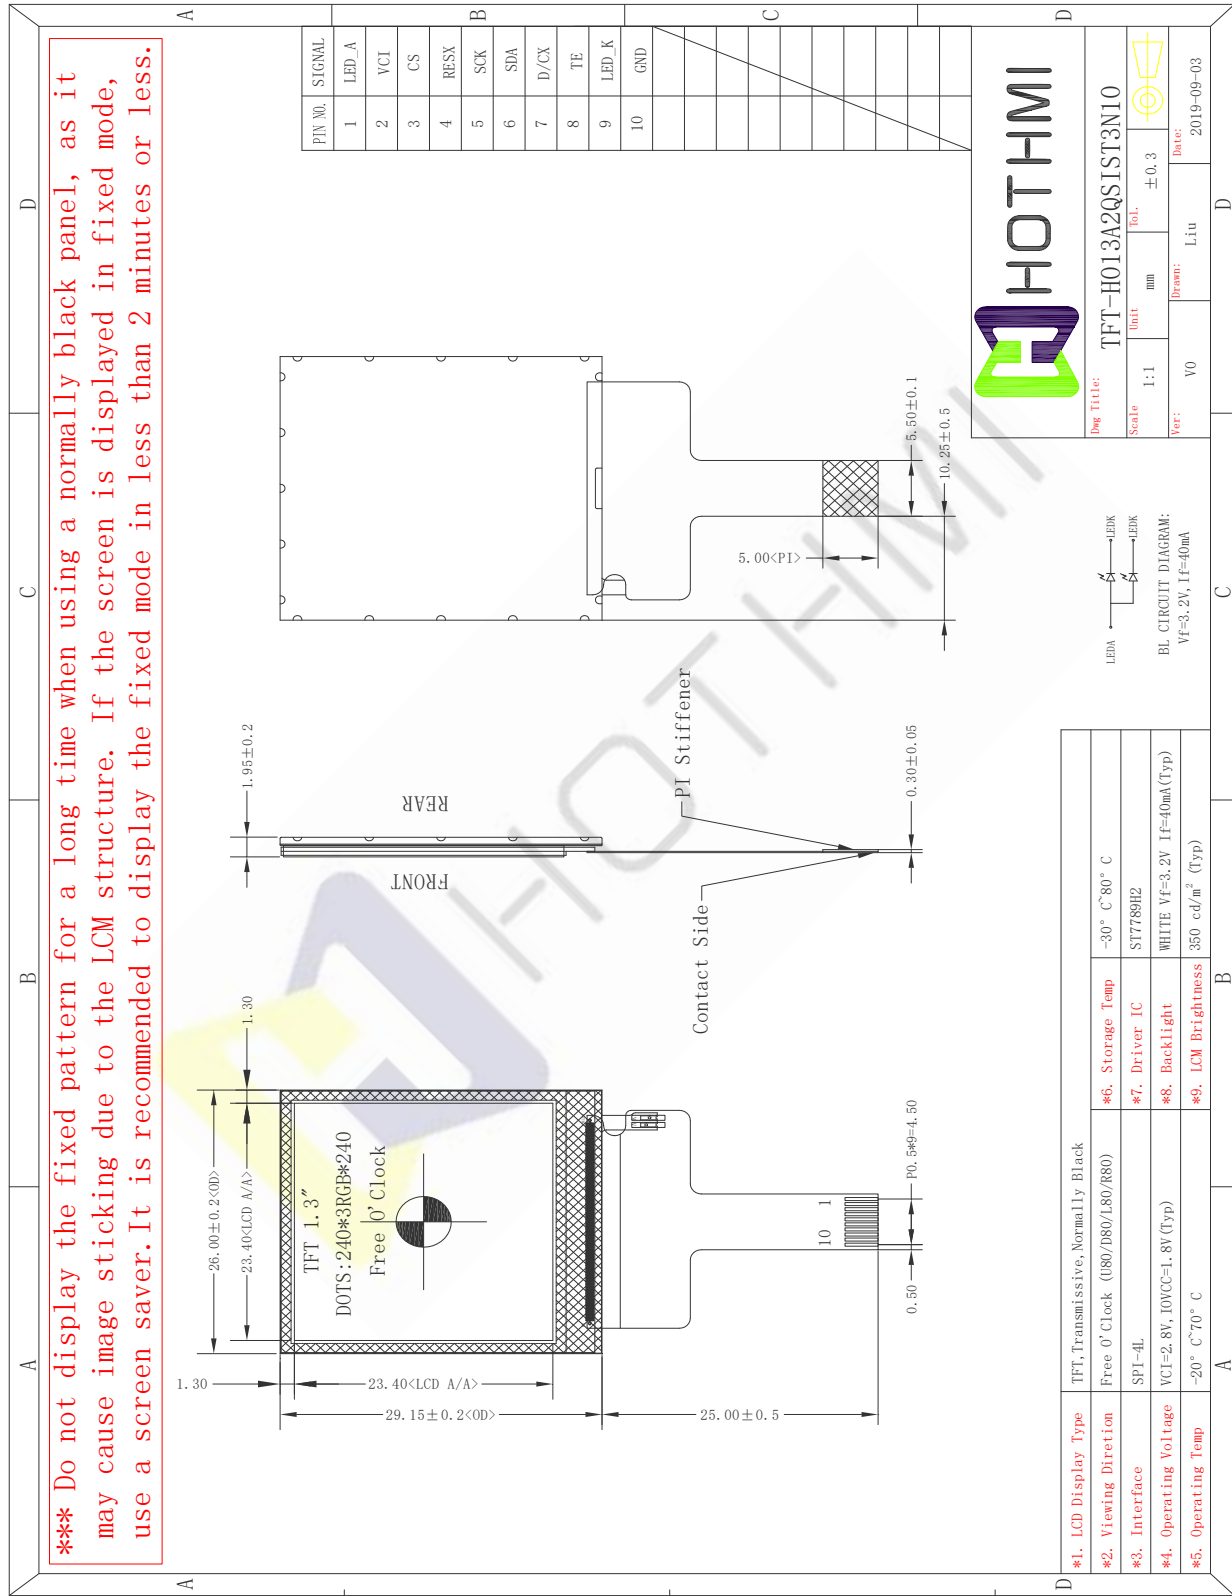 *** Do not display the fixed pattern for a long time when using a normally black panel, as it
may cause image sticking due to the LCM structure. If the screen is displayed in fixed mode,
use a screen saver.It is recommended to display the fixed mode in less than 2 minutes or less.
A
B
C
D
A
B
C
D
A
B
C
D
A
D
PIN NO. SIGNAL
1 LED_A
2 VCI
3 CS
4 RESX
5 SCK
6 SDA
7 D/CX
8 TE
9 LED_K
10 GND
26.00±0.2<OD>
23.40<LCD A/A>
1.30
1.30
23.40<LCD A/A>
29.15±0.2<OD>
25.00±0.5
TFT 1.3"
DOTS:240*3RGB*240
Free O'Clock
10 1
0.50
P0.5*9=4.50
1.95±0.2
FRONT
REAR
Contact Side
PI Stiffener
0.30±0.05
5.00<PI>
5.50±0.1
10.25±0.5
HOTHMI
LEDA
LEDK
LEDK
BL CIRCUIT DIAGRAM:
Vf=3.2V, If=40mA
*1. LCD Display Type TFT,Transmissive,Normally Black
*2. Viewing Diretion Free O'Clock (U80/D80/L80/R80)
*3. Interface SPI-4L
*4. Operating Voltage VCI=2.8V,IOVCC=1.8V(Typ)
*5. Operating Temp -20° C~70° C
*6. Storage Temp -30° C~80° C
*7. Driver IC ST7789H2
*8. Backlight WHITE Vf=3.2V If=40mA(Typ)
*9. LCM Brightness 350 cd/m² (Typ)
HOTHMI
Dwg Title: TFT-H013A2QSIST3N10
Scale 1:1 Unit mm Tol. ±0.3
Ver: V0 Drawn: Liu Date: 2019-09-03